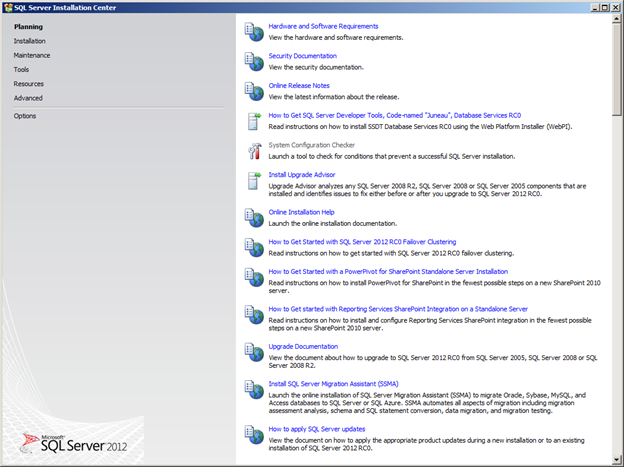 SQL Server Installation Center
Planning
Installation
Maintenance
Tools
Resources
Advanced
Options
Hardware and Software Requirements
View the hardware and software requirements.
Security Documentation
View the security documentation.
Online Release Notes
View the latest information about the release.
How to Get SQL Server Developer Tools, Code-named "Juneau", Database Services RC0
Read instructions on how to install SSDT Database Services RC0 using the Web Platform Installer (WebPI).
System Configuration Checker
Launch a tool to check for conditions that prevent a successful SQL Server installation.
Install Upgrade Advisor
Upgrade Advisor analyzes any SQL Server 2008 R2, SQL Server 2008 or SQL Server 2005 components that are
installed and identifies issues to fix either before or after you upgrade to SQL Server 2012 RC0.
Online Installation Help
Launch the online installation documentation.
How to Get Started with SQL Server 2012 RC0 Failover Clustering
Read instructions on how to get started with SQL Server 2012 RC0 failover clustering.
How to Get Started with a PowerPivot for SharePoint Standalone Server Installation
Read instructions on how to install PowerPivot for SharePoint in the fewest possible steps on a new SharePoint 2010
server.
How to Get started with Reporting Services SharePoint Integration on a Standalone Server
Read instructions on how to install and configure Reporting Services SharePoint integration in the fewest possible
steps on a new SharePoint 2010 server.
Upgrade Documentation
View the document about how to upgrade to SQL Server 2012 RC0 from SQL Server 2005, SQL Server 2008 or SQL
Server 2008 R2.
Install SQL Server Migration Assistant (SSMA)
Launch the online installation of SQL Server Migration Assistant (SSMA) to migrate Oracle, Sybase, MySQL, and
Access databases to SQL Server or SQL Azure. SSMA automates all aspects of migration including migration
assessment analysis, schema and SQL statement conversion, data migration, and migration testing.
How to apply SQL Server updates
View the document on how to apply the appropriate product updates during a new installation or to an existing
installation of SQL Server 2012 RC0.
Microsoft®
SQL Server 2012